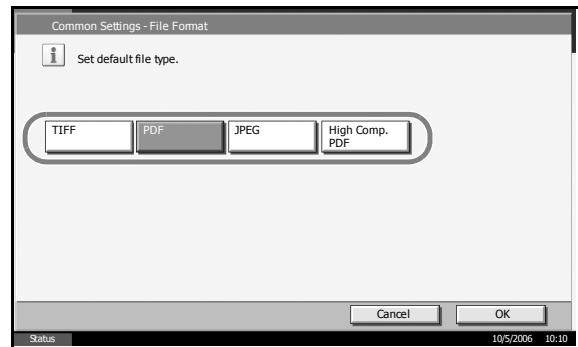 Common Settings - File Format
Set default file type.
TIFF
PDF
JPEG
High Comp.
PDF
Cancel
OK
Status
10/5/2006 10:10